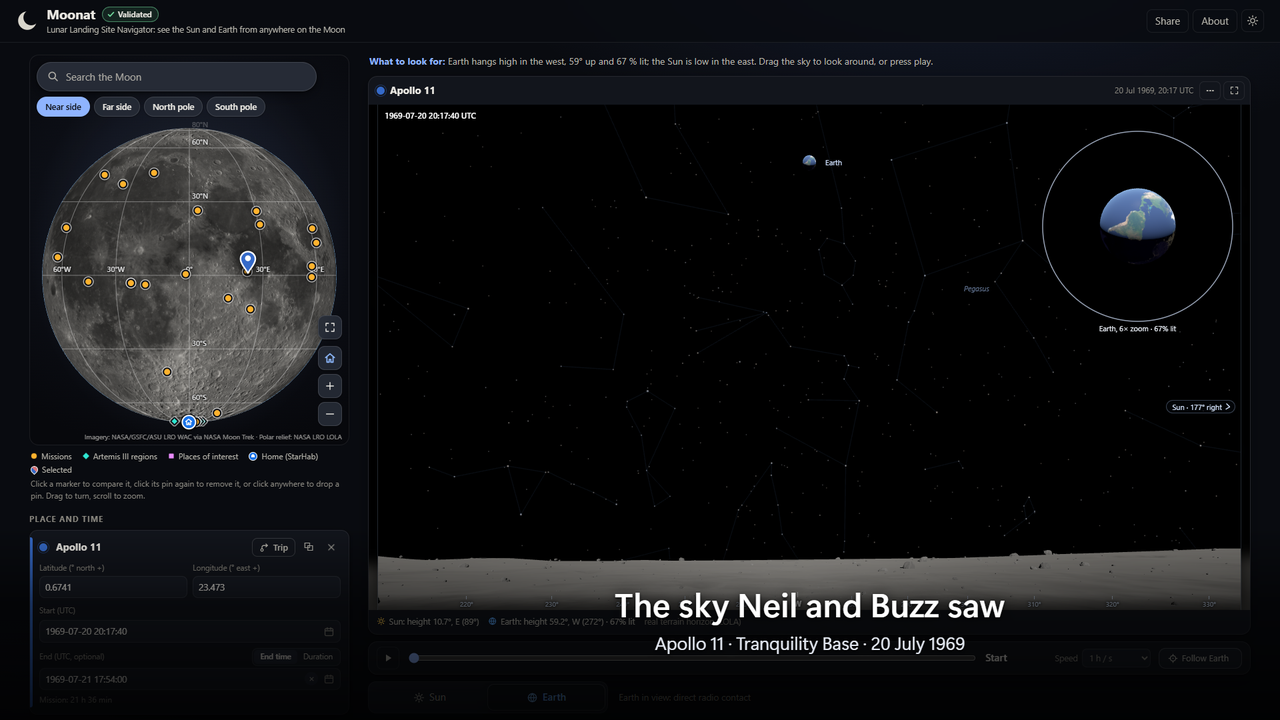 Moonat
Validated
Lunar Landing Site Navigator: see the Sun and Earth from anywhere on the Moon
Share
About
Search the Moon
Near side
Far side
North pole
South pole
80°N
60°N
30°N
60°W
30°W
0°
30°E
30°S
60°S
Imagery: NASA/GSFC/ASU LRO WAC via NASA Moon Trek · Polar relief: NASA LRO LOLA
Missions
Artemis III regions
Places of interest
Home (StarHab)
Selected
Click a marker to compare it, click its pin again to remove it, or click anywhere to drop a
pin. Drag to turn, scroll to zoom.
PLACE AND TIME
Apollo 11
Trip
Latitude (° north +)
Longitude (° east +)
0.6741
23.473
Start (UTC)
1969-07-20 20:17:40
End (UTC, optional)
End time
Duration
1969-07-21 17:54:00
Mission: 21 h 36 min
What to look for: Earth hangs high in the west, 59° up and 67 % lit; the Sun is low in the east. Drag the sky to look around, or press play.
Apollo 11
20 Jul 1969, 20:17 UTC
1969-07-20 20:17:40 UTC
Earth
Pegasus
Earth, 6× zoom · 67% lit
Sun · 177° right
220°
230°
310°
320°
330°
The sky Neil and Buzz saw
Sun: height 10.7°, E (89°)
Earth: height 59.2°, W (272°) · 67% lit
real terrain horizon
Apollo 11 · Tranquility Base · 20 July 1969
Start
Speed
1 h / s
Follow Earth
Sun
Earth
Earth in view: direct radio contact